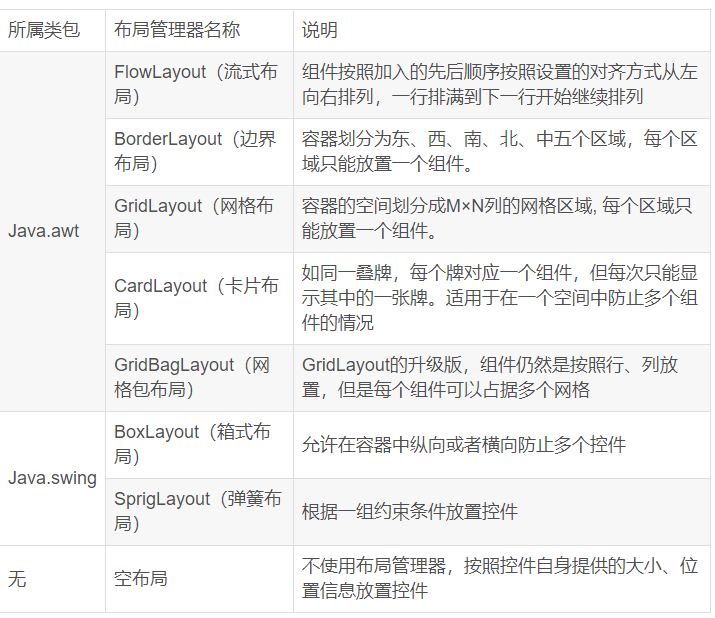 所属类包 布局管理器名称 说明
FlowLayout（流式布
局）
组件按照加入的先后顺序按照设置的对齐方式从左
向右排列，一行排满到下一行开始继续排列
BorderLayout（边界
布局）
容器划分为东、西、南、北、中五个区域，每个区
域只能放置一个组件。
Java.awt
GridLayout（网格布
局）
容器的空间划分成M×N列的网格区域, 每个区域只
能放置一个组件。
CardLayout（卡片布
局）
如同一叠牌，每个牌对应一个组件，但每次只能显
示其中的一张牌。适用于在一个空间中防止多个组
件的情况
GridBagLayout（网
格包布局）
GridLayout的升级版，组件仍然是按照行、列放
置，但是每个组件可以占据多个网格
Java.swing
BoxLayout（箱式布
局）
允许在容器中纵向或者横向防止多个控件
SprigLayout（弹簧布
局）
根据一组约束条件放置控件
无 空布局
不使用布局管理器，按照控件自身提供的大小、位
置信息放置控件